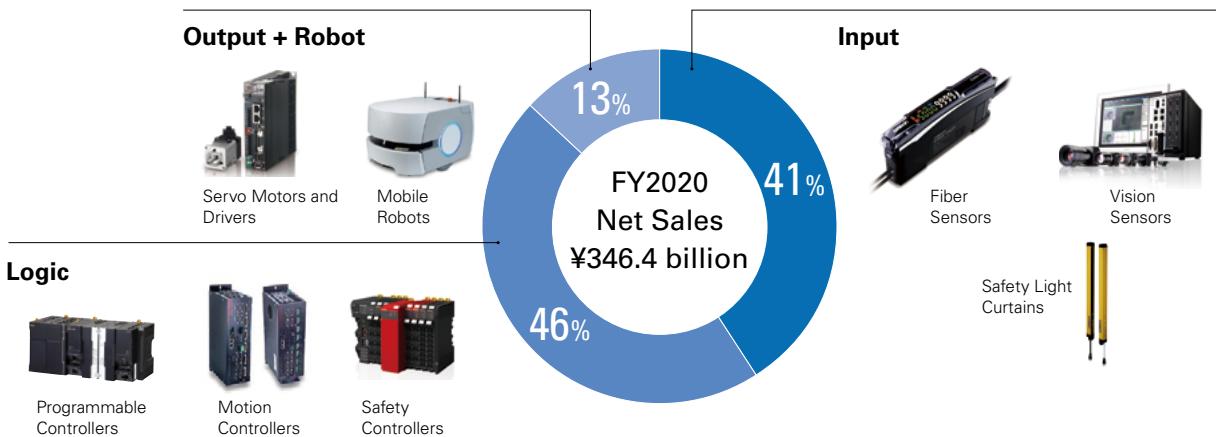 Output + Robot
Servo Motors and
Drivers
Mobile
Robots
13%
Input
Fiber
Sensors
Vision
Sensors
Safety Light
Curtains
41%
FY2020
Net Sales
¥346.4 billion
Logic
46%
Programmable
Controllers
Motion
Controllers
Safety
Controllers